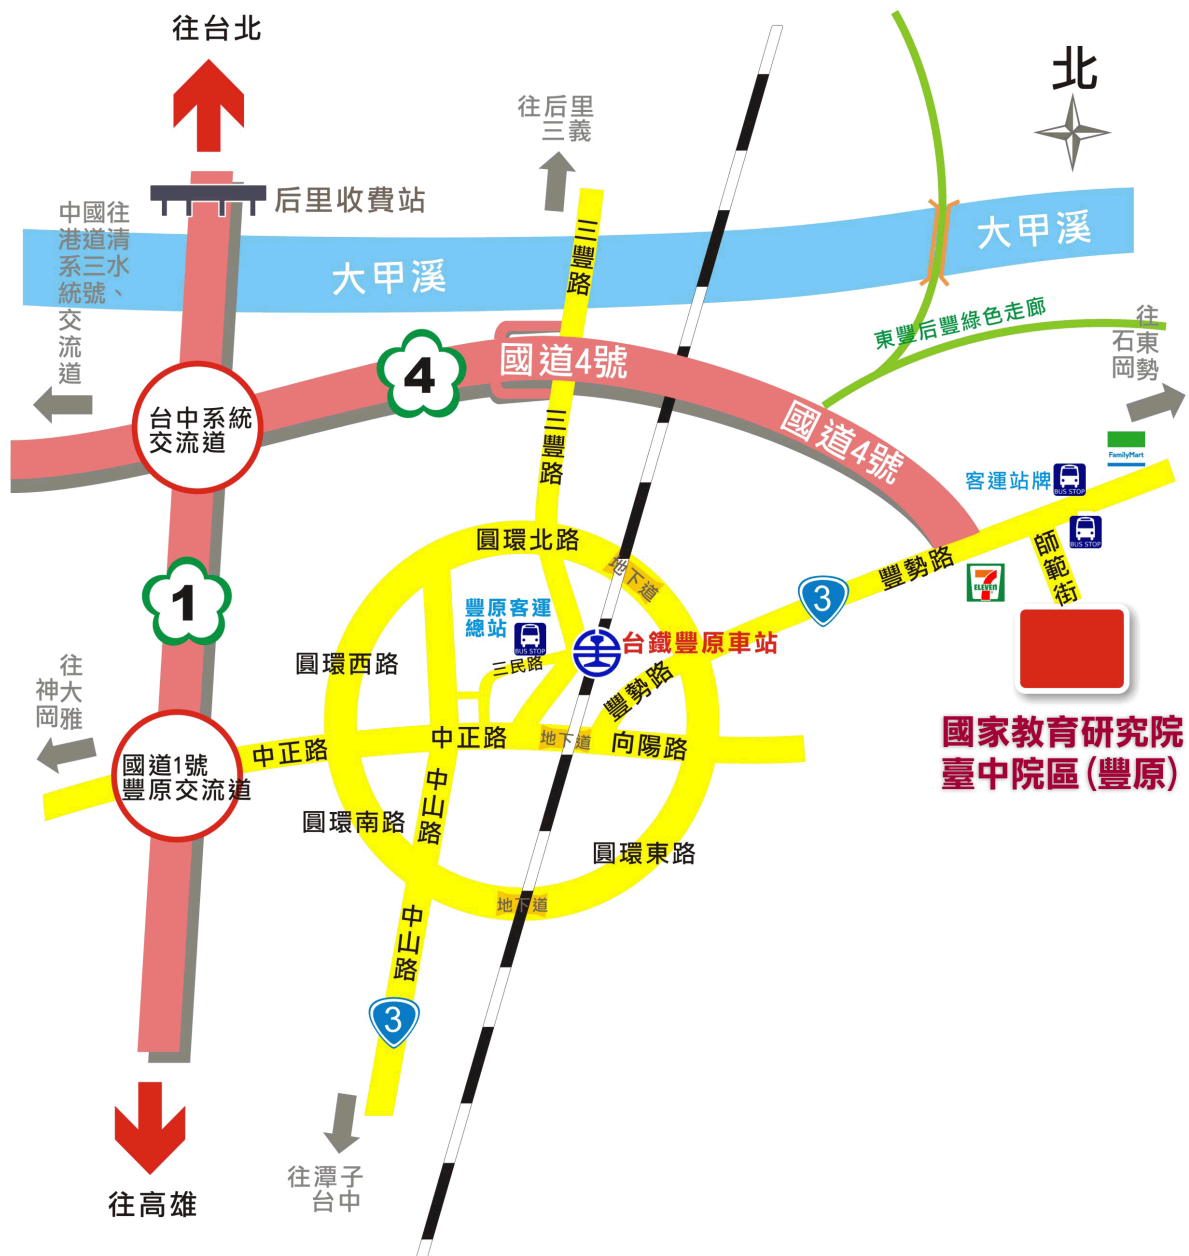 往台北
北
往后里
三義
后里收費站
往清水、
國道三號
中港系統交流道
三豐路
大甲溪
大甲溪
東豐后豐綠色走廊
往東勢
石岡
國道4號
4
國道4號
台中系統
交流道
三豐路
FamilyMart
客運站牌
BUS STOP
BUS STOP
圓環北路
地下道
師範街
豐勢路
7
ELEVEN
3
1
豐原客運
總站
BUS STOP
台鐵豐原車站
三民路
圓環西路
豐勢路
往大雅
神岡
中正路
中正路
地下道
向陽路
國家教育研究院
臺中院區(豐原)
國道1號
豐原交流道
中山路
圓環南路
圓環東路
地下道
中山路
3
往潭子
台中
往高雄